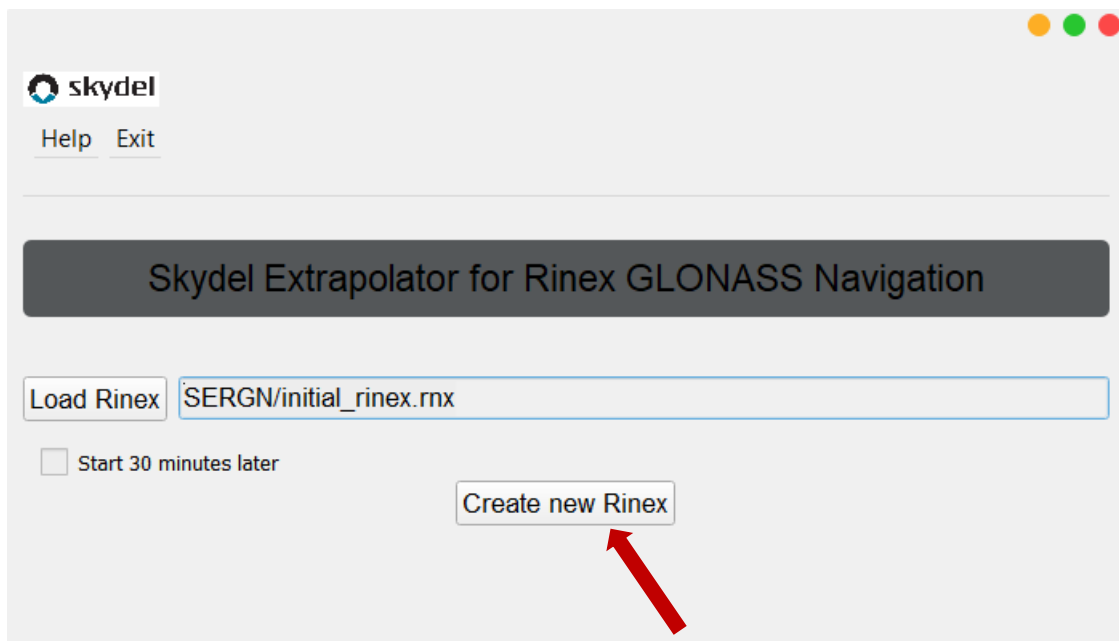 skydel
Help Exit
Skydel Extrapolator for Rinex GLONASS Navigation
Load Rinex SERGN/initial_rinex.rnx
Start 30 minutes later
Create new Rinex